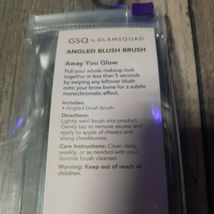 GSQ by GLAMSQUAD
ANGLED BLUSH BRUSH
Away You Glow
Pull your whole makeup look
together in less than 5 seconds
by swiping any leftover blush
onto your brow bone for a subtle
monochromatic effect.
Includes:
• Angled blush brush
Directions:
Lightly swirl brush into product.
Gently tap to remove excess and
apply to apple of cheeks and
along cheekbones.
Care Instructions: Clean daily,
weekly, or as needed with your
favorite brush cleanser.
Warning: Keep out of reach of
children.